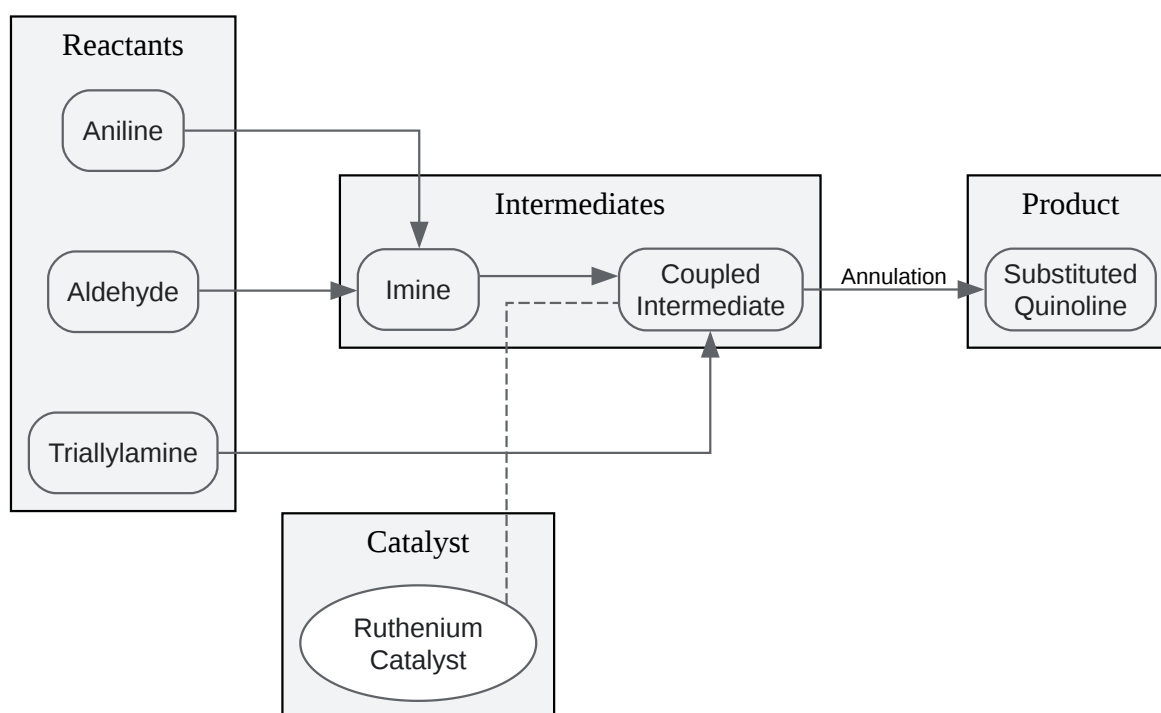 Reactants
Aniline
Aldehyde
Triallylamine
Intermediates
Imine
Coupled
Intermediate
Annulation
Product
Substituted
Quinoline
Catalyst
Ruthenium
Catalyst